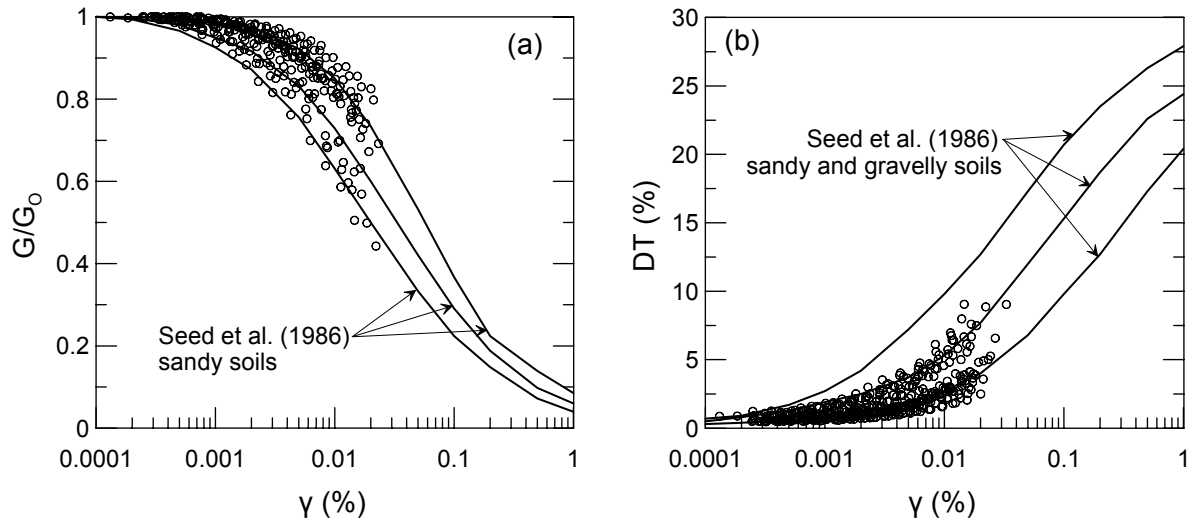 (a)
1
0.8
0.6
0.4
0.2
0
G/G_O
Seed et al. (1986)
sandy soils
0.0001
0.001
0.01
0.1
1
γ (%)
(b)
30
25
20
15
10
5
0
DT (%)
Seed et al. (1986)
sandy and gravelly soils
0.0001
0.001
0.01
0.1
1
γ (%)